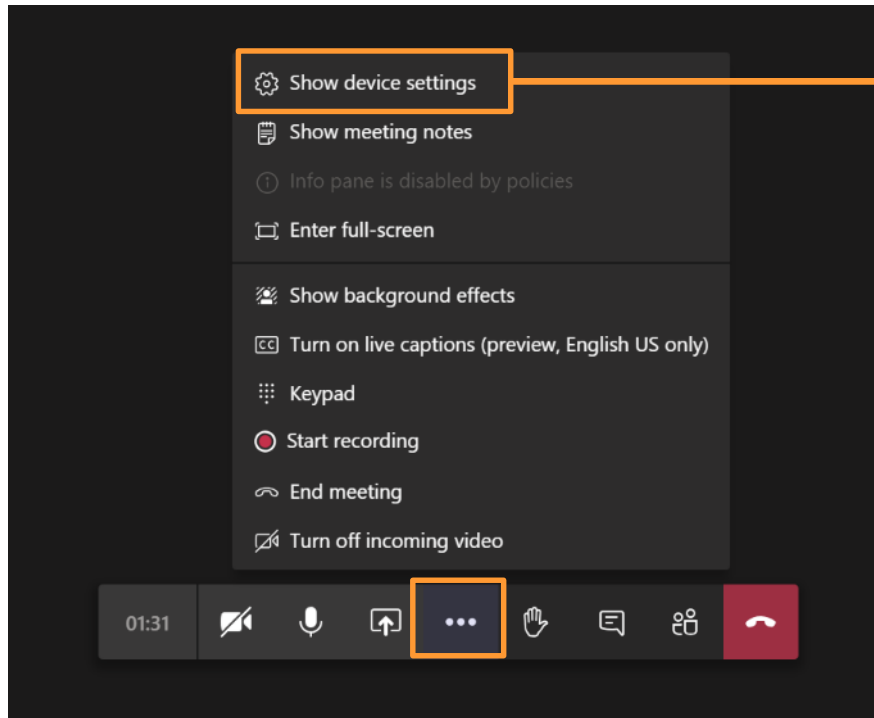 Show device settings
Show meeting notes
Info pane is disabled by policies
Enter full-screen
Show background effects
CC Turn on live captions (preview, English US only)
Keypad
Start recording
End meeting
Turn off incoming video
01:31